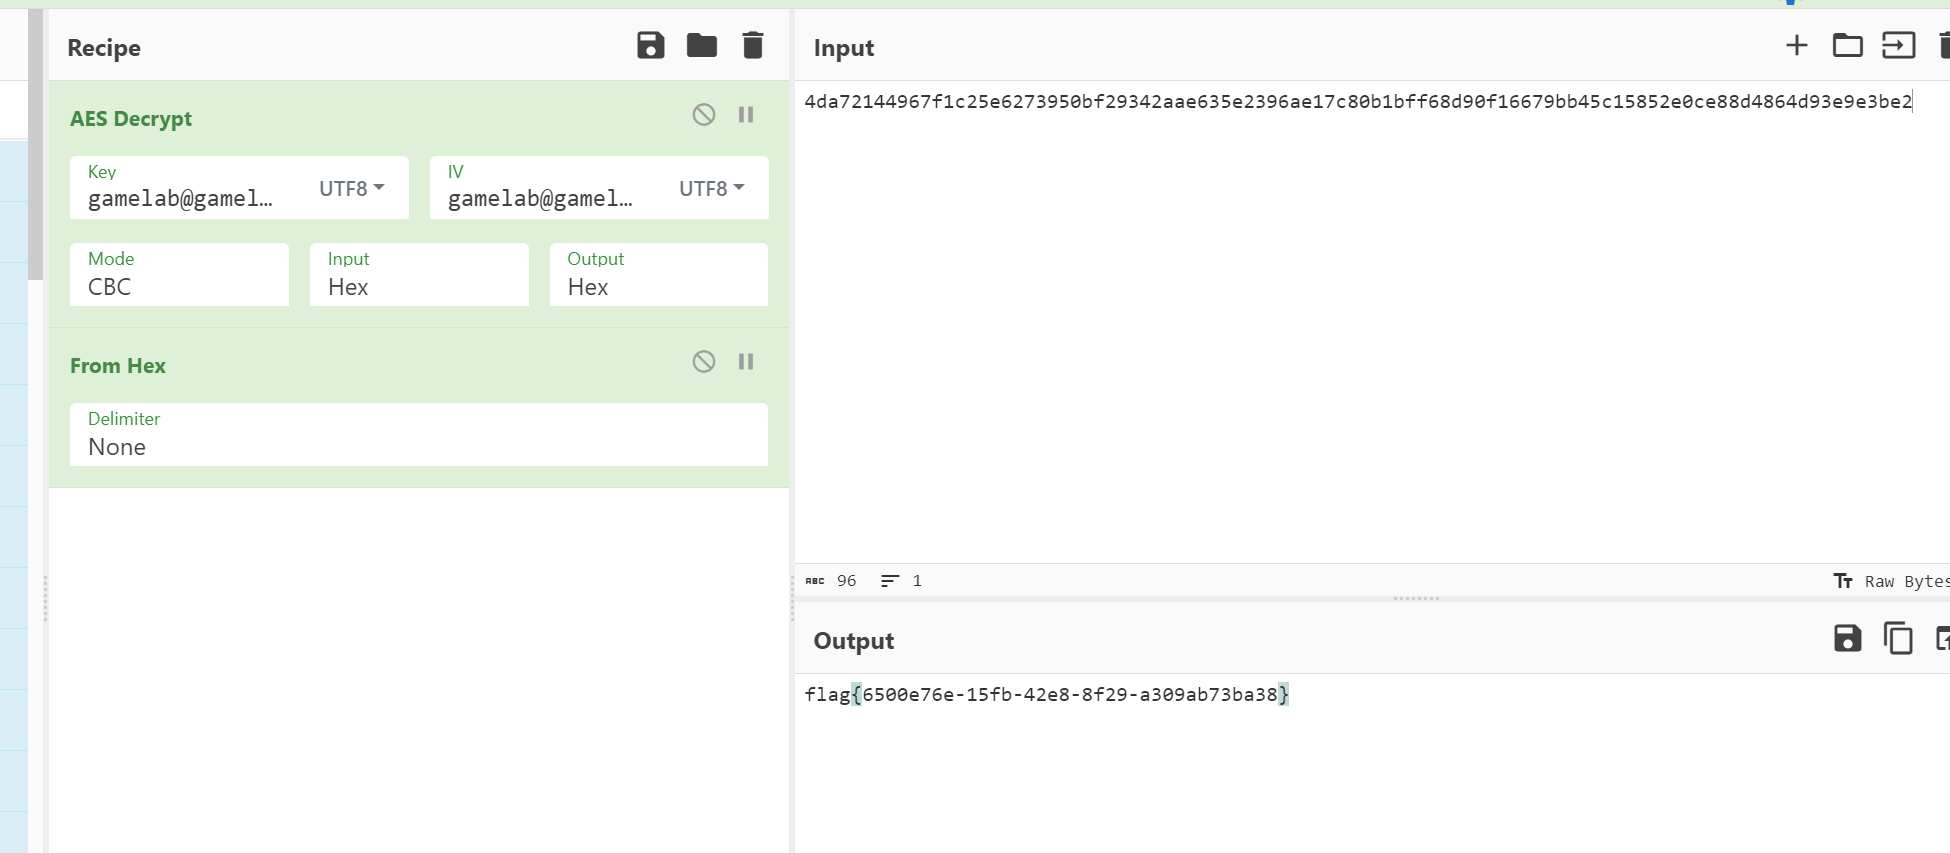 Recipe
AES Decrypt
Key
gamelab@gamel…
UTF8
IV
gamelab@gamel…
UTF8
Mode
CBC
Input
Hex
Output
Hex
From Hex
Delimiter
None
Input
4da72144967f1c25e6273950bf29342aae635e2396ae17c80b1bff68d90f16679bb45c15852e0ce88d4864d93e9e3be2
ABC 96 1
Tт Raw Bytes
Output
flag{6500e76e-15fb-42e8-8f29-a309ab73ba38}